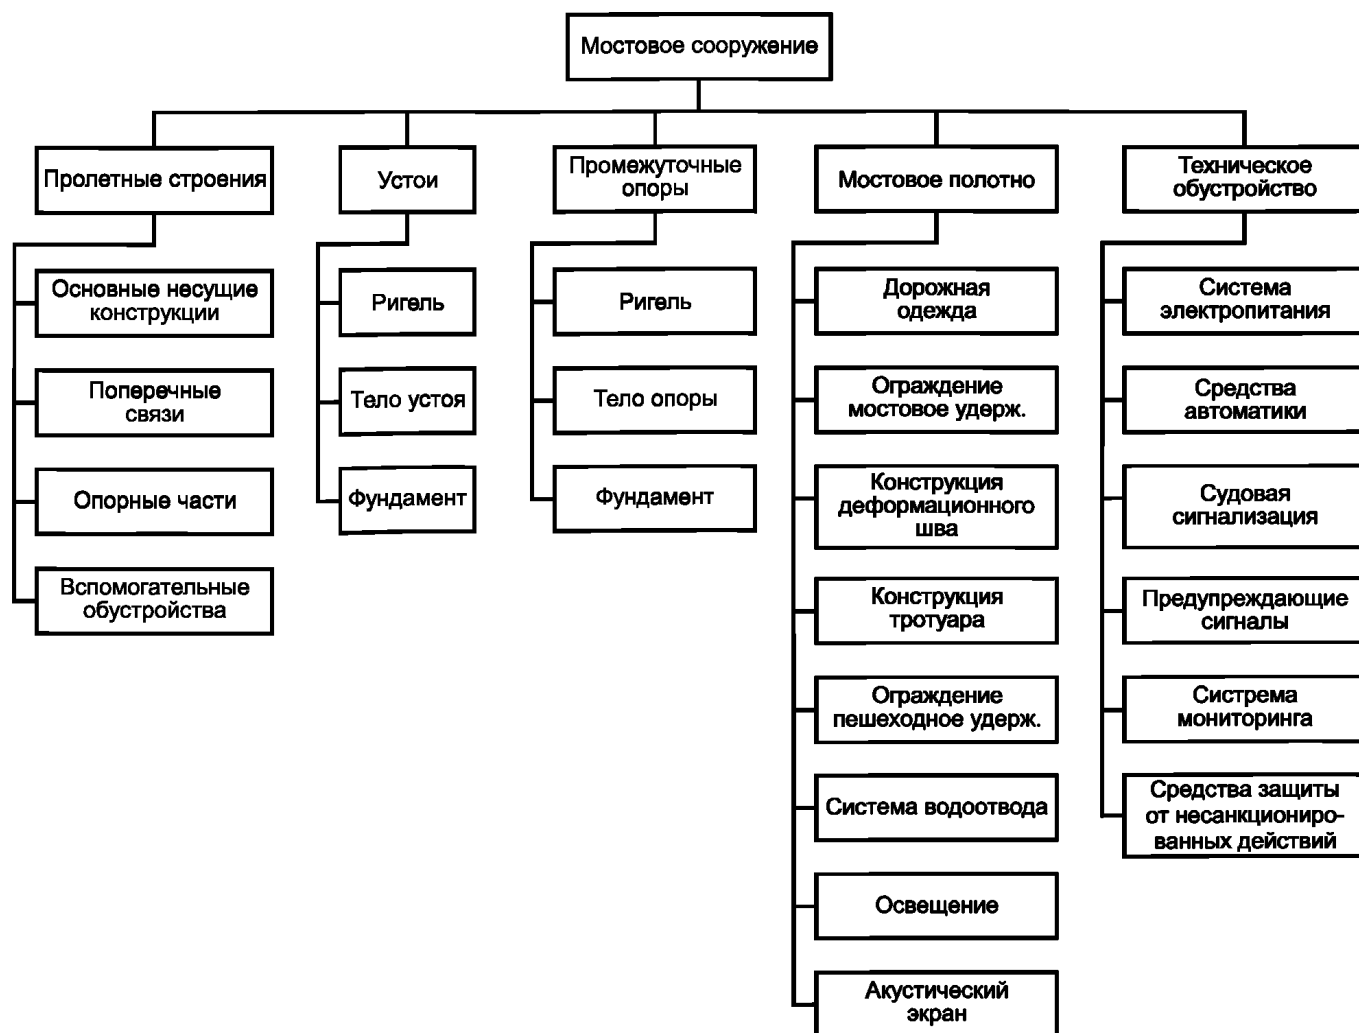 Мостовое сооружение
Пролетные строения
Устои
Промежуточные
опоры
Мостовое полотно
Техническое
обустройство
Основные несущие
конструкции
Поперечные
связи
Опорные части
Вспомогательные
обустройства
Ригель
Тело устоя
Фундамент
Ригель
Тело опоры
Фундамент
Дорожная
одежда
Ограждение
мостовое удерж.
Конструкция
деформационного
шва
Конструкция
тротуара
Ограждение
пешеходное удерж.
Система водоотвода
Освещение
Акустический
экран
Система
электропитания
Средства
автоматики
Судовая
сигнализация
Предупреждающие
сигналы
Систрема
мониторинга
Средства защиты
от несанкциониро-
ванных действий